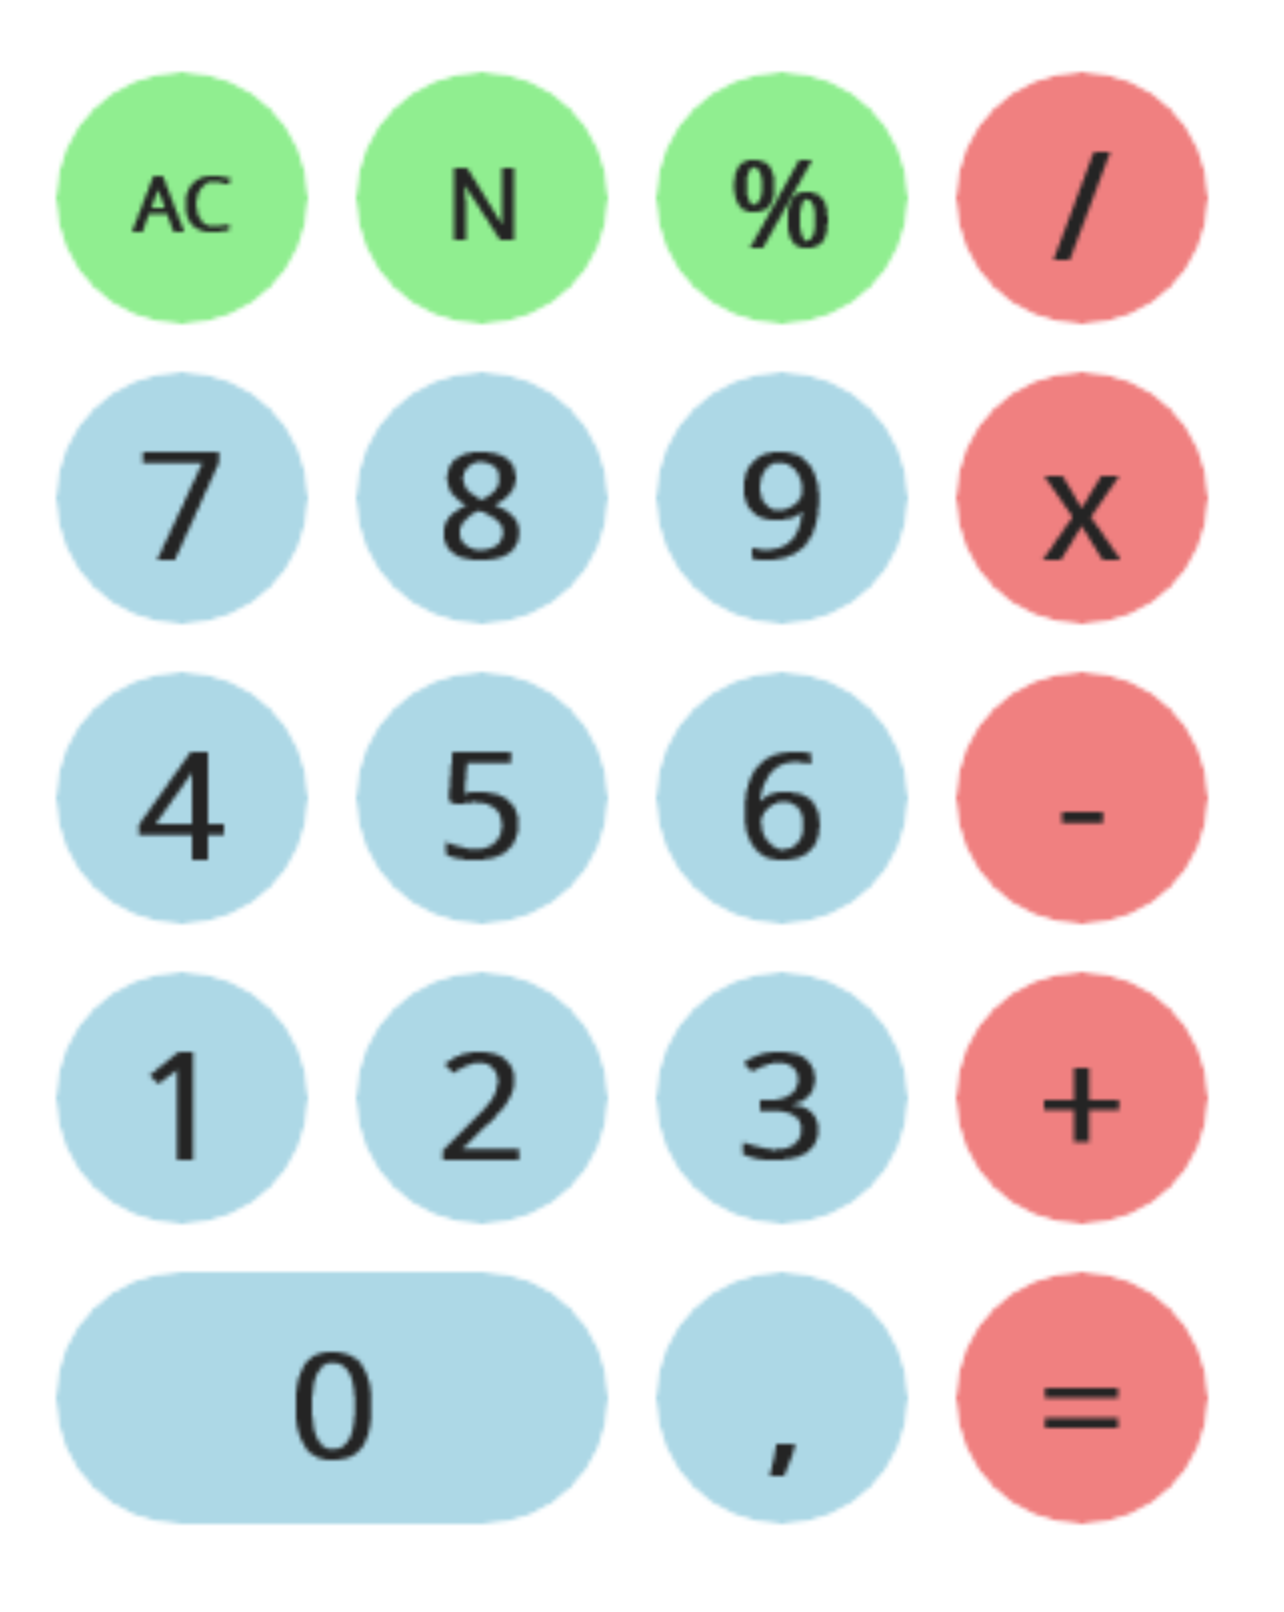 AC N % /
7 8 9 x
4 5 6 -
1 2 3 +
0 , =